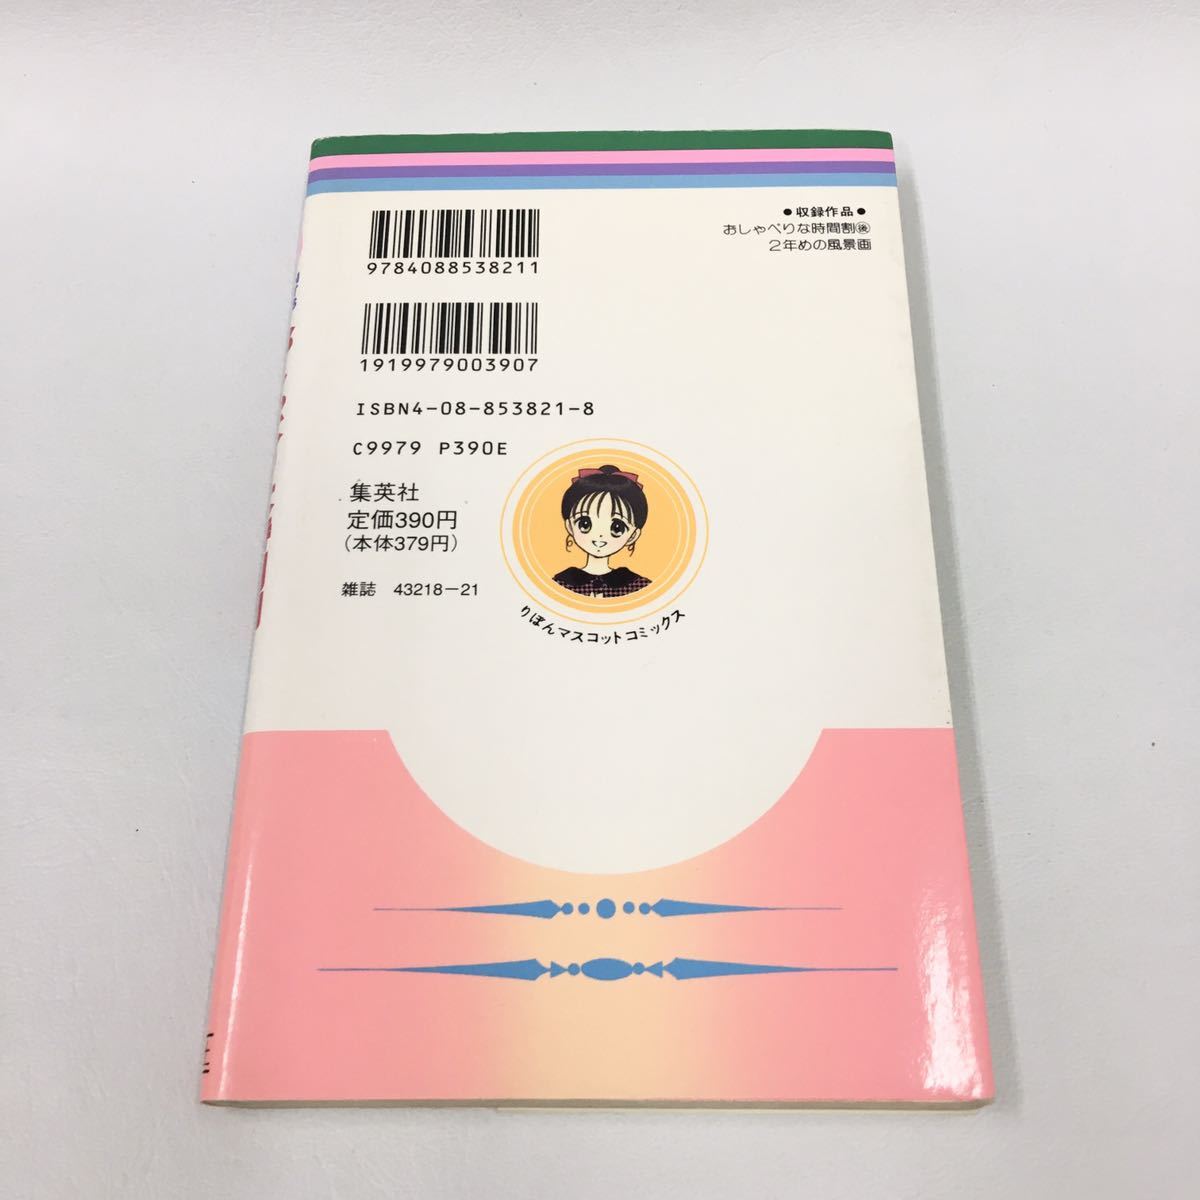 9784088538211
1919979003907
ISBN4-08-853821-8
C9979 P390E
集英社
定価390円
(本体379円)
雑誌 43218-21
●収録作品●
おしゃべりな時間割㊝
2年めの風景画
りぼんマスコットコミックス